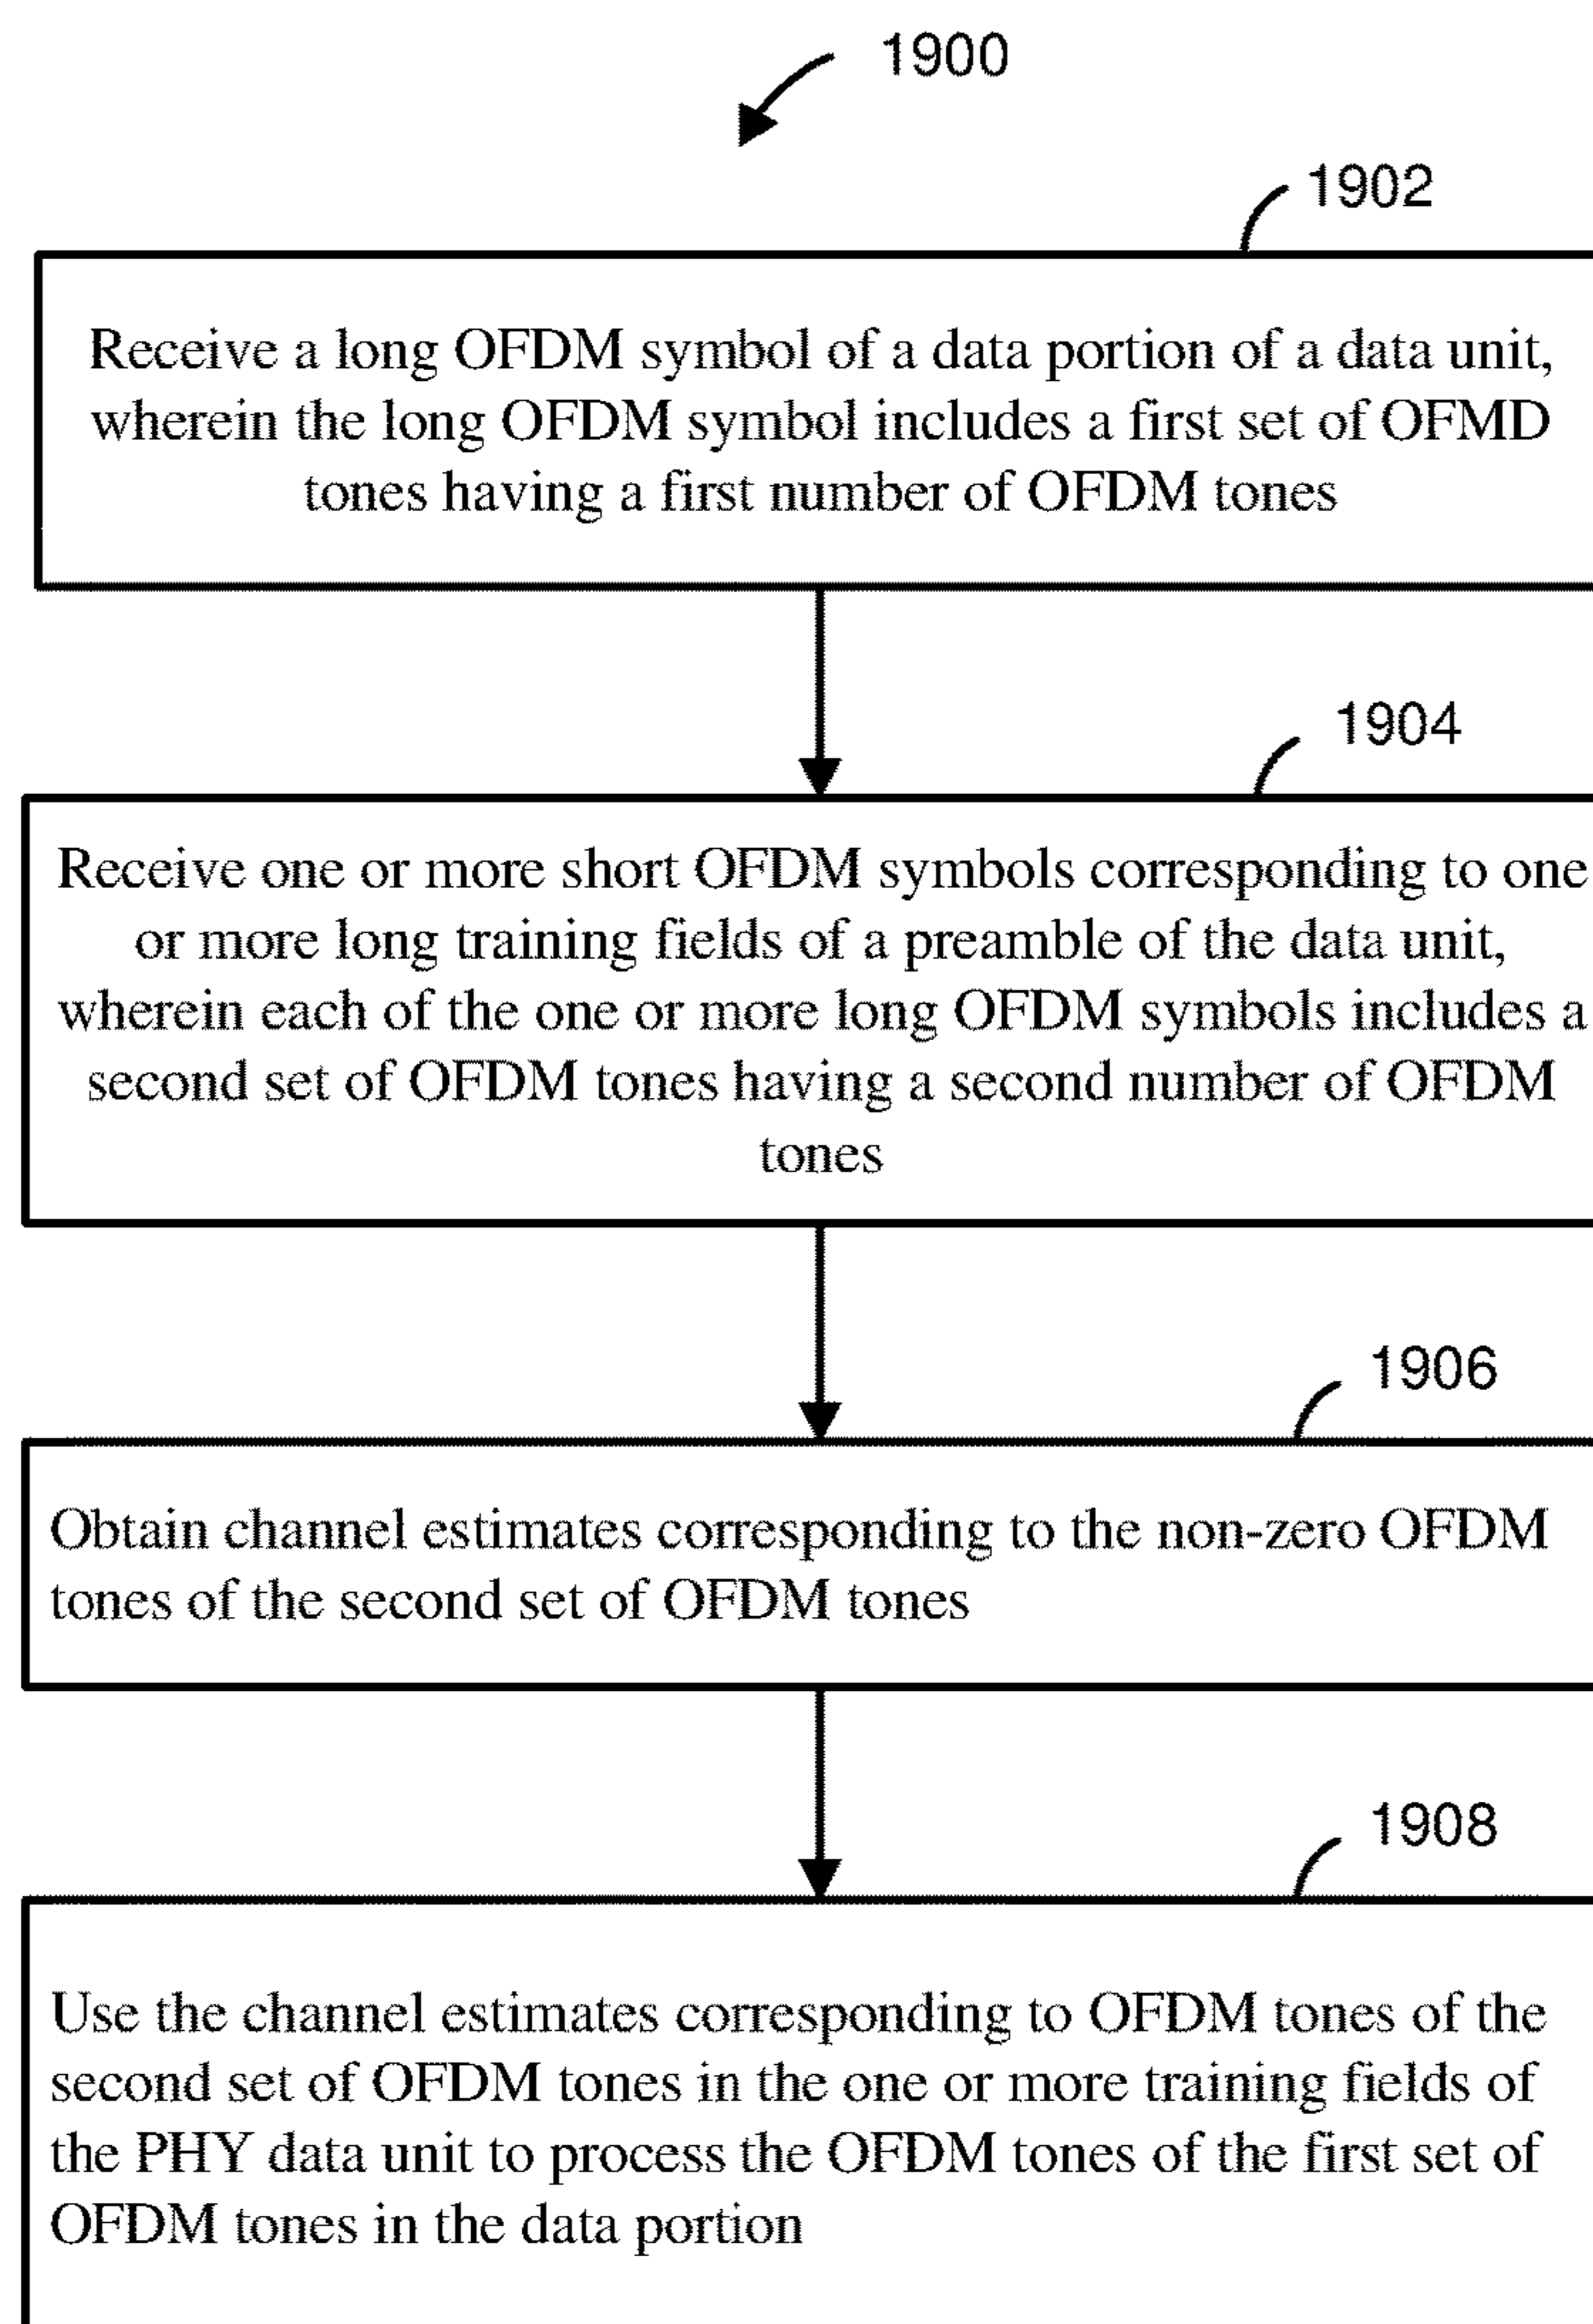 1900
1902
Receive a long OFDM symbol of a data portion of a data unit,
wherein the long OFDM symbol includes a first set of OFMD
tones having a first number of OFDM tones
1904
Receive one or more short OFDM symbols corresponding to one
or more long training fields of a preamble of the data unit,
wherein each of the one or more long OFDM symbols includes a
second set of OFDM tones having a second number of OFDM
tones
1906
Obtain channel estimates corresponding to the non-zero OFDM
tones of the second set of OFDM tones
1908
Use the channel estimates corresponding to OFDM tones of the
second set of OFDM tones in the one or more training fields of
the PHY data unit to process the OFDM tones of the first set of
OFDM tones in the data portion